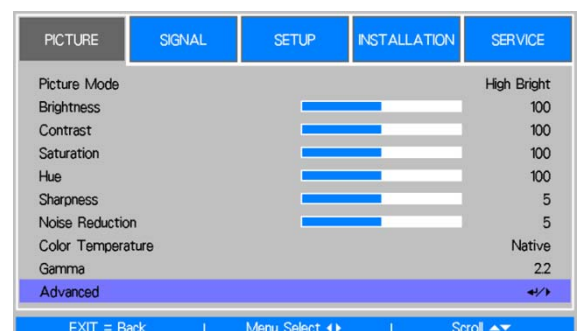 PICTURE SIGNAL SETUP INSTALLATION SERVICE
Picture Mode High Bright
Brightness 100
Contrast 100
Saturation 100
Hue 100
Sharpness 5
Noise Reduction 5
Color Temperature Native
Gamma 2.2
Advanced ↵/▶
EXIT = Back | Menu Select ◀▶ | Scroll ▲▼